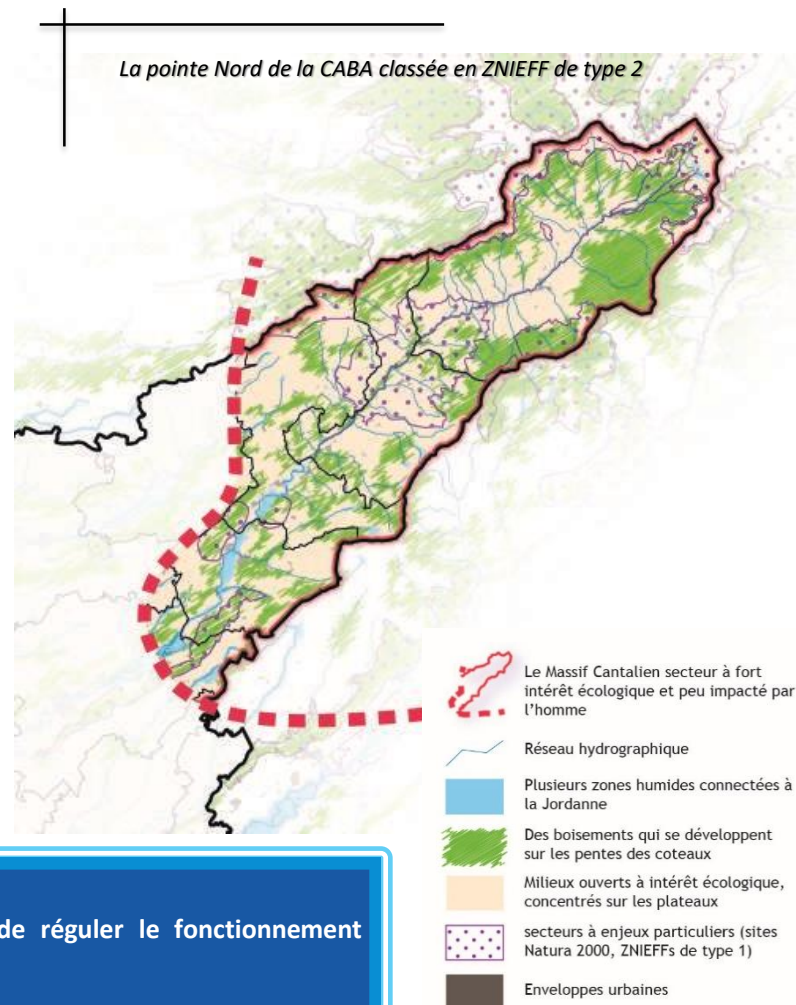 La pointe Nord de la CABA classée en ZNIEFF de type 2
Le Massif Cantalien secteur à fort
intérêt écologique et peu impacté par
l'homme
Réseau hydrographique
Plusieurs zones humides connectées à
la Jordanne
Des boisements qui se développent
sur les pentes des coteaux
Milieux ouverts à intérêt écologique,
concentrés sur les plateaux
secteurs à enjeux particuliers (sites
Natura 2000, ZNIEFFs de type 1)
Enveloppes urbaines
de réguler le fonctionnement